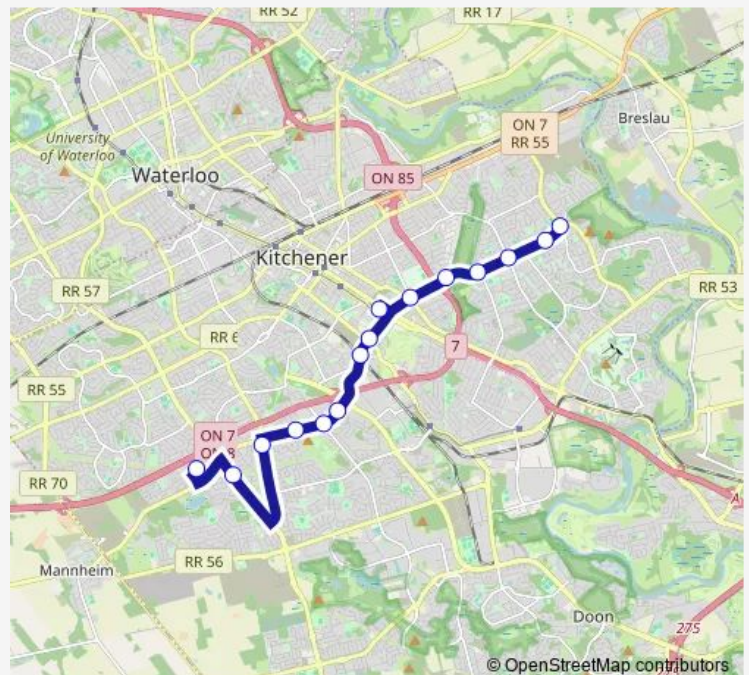 RR 52
RR 17
Breslau
ON 7
RR 55
University
of Waterloo
Waterloo
ON 85
Kitchener
RR 57
RR 53
RR 6
7
RR 55
ON 7
RR 70
RR 56
Mannheim
Doon
275
© OpenStreetMap contributors